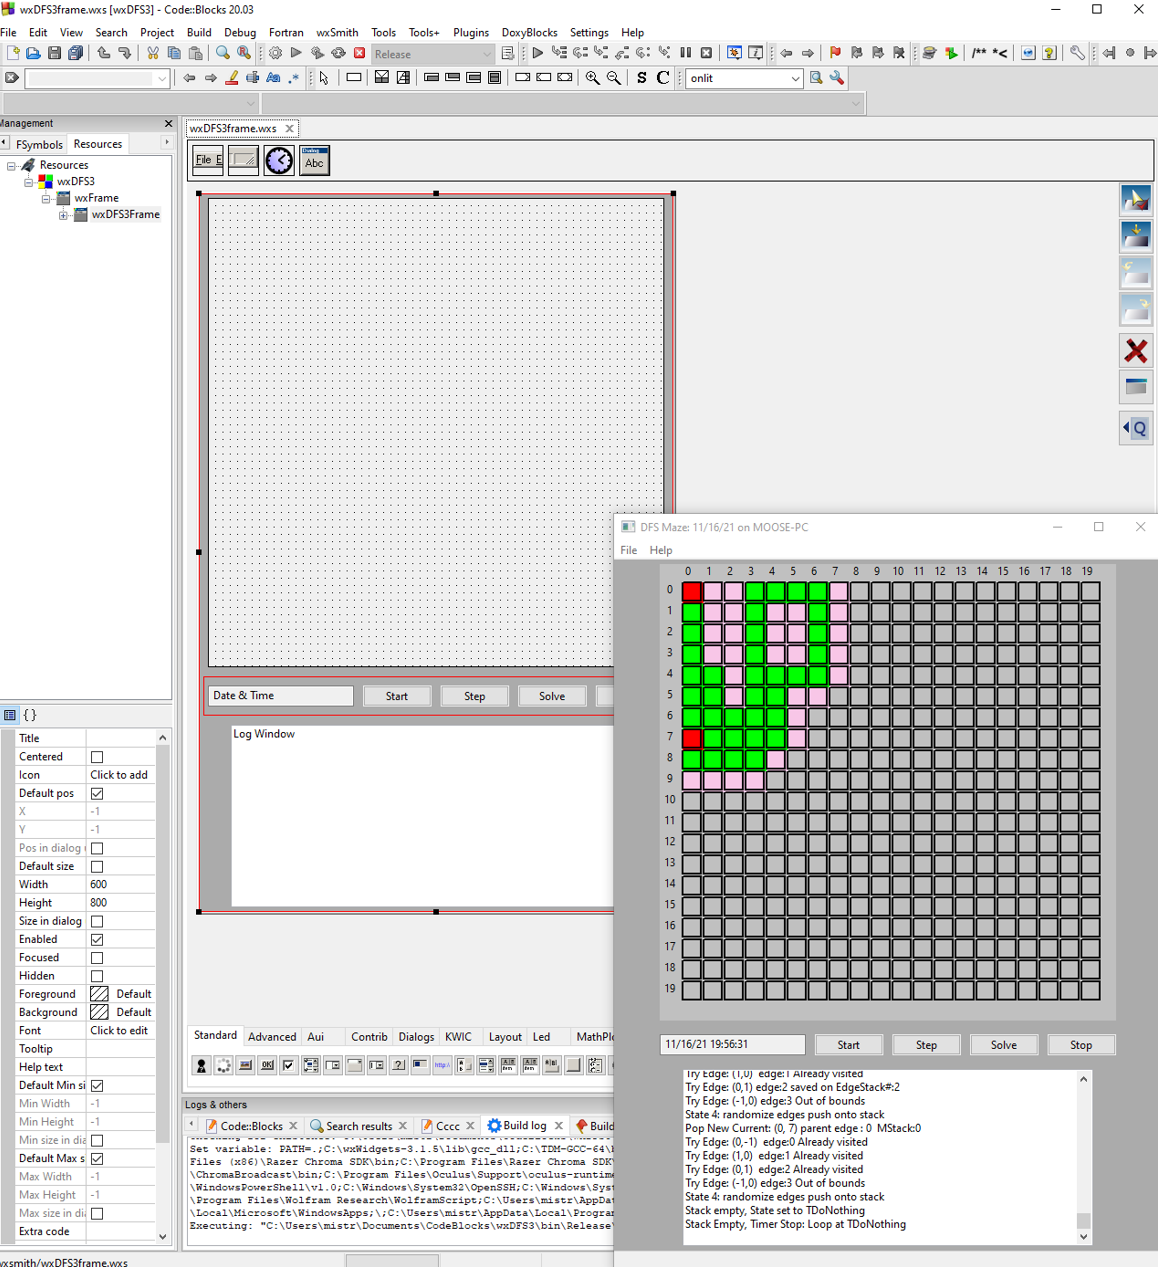 wxDFS3frame.wxs [wxDFS3] - Code::Blocks 20.03
File Edit View Search Project Build Debug Fortran wxSmith Tools Tools+ Plugins DoxyBlocks Settings Help
Release
/** *<
S C onlit
Management
FSymbols Resources
Resources
wxDFS3
wxFrame
wxDFS3Frame
wxDFS3frame.wxs
File E
Dialog
Abc
Date & Time Start Step Solve
Log Window
{ }
Title
Centered
Icon Click to add
Default pos
X -1
Y -1
Pos in dialog
Default size
Width 600
Height 800
Size in dialog
Enabled
Focused
Hidden
Foreground Default
Background Default
Font Click to edit
Tooltip
Help text
Default Min si
Min Width -1
Min Height -1
Min size in dia
Default Max s
Max Width -1
Max Height -1
Max size in dia
Extra code
wxsmith/wxDFS3frame.wxs
Standard Advanced Aui Contrib Dialogs KWIC Layout Led MathPlo
Logs & others
Code::Blocks Search results Cccc Build log Build
Set variable: PATH=.;C:\wxWidgets-3.1.5\lib\gcc_dll;C:\TDM-GCC-64\
Files (x86)\Razer Chroma SDK\bin;C:\Program Files\Razer Chroma SDK
\ChromaBroadcast\bin;C:\Program Files\Oculus\Support\oculus-runtime
\WindowsPowerShell\v1.0;C:\Windows\System32\OpenSSH;C:\Windows\Sys
\Program Files\Wolfram Research\WolframScript;C:\Users\mistr\AppDat
\Local\Microsoft\WindowsApps;\;C:\Users\mistr\AppData\Local\Program
Executing: "C:\Users\mistr\Documents\CodeBlocks\wxDFS3\bin\Release\
DFS Maze: 11/16/21 on MOOSE-PC
File Help
0 1 2 3 4 5 6 7 8 9 10 11 12 13 14 15 16 17 18 19
0
1
2
3
4
5
6
7
8
9
10
11
12
13
14
15
16
17
18
19
11/16/21 19:56:31 Start Step Solve Stop
Try Edge: (1,0) edge:1 Already visited
Try Edge: (0,1) edge:2 saved on EdgeStack#:2
Try Edge: (-1,0) edge:3 Out of bounds
State 4: randomize edges push onto stack
Pop New Current: (0, 7) parent edge : 0 MStack:0
Try Edge: (0,-1) edge:0 Already visited
Try Edge: (1,0) edge:1 Already visited
Try Edge: (0,1) edge:2 Already visited
Try Edge: (-1,0) edge:3 Out of bounds
State 4: randomize edges push onto stack
Stack empty, State set to TDoNothing
Stack Empty, Timer Stop: Loop at TDoNothing